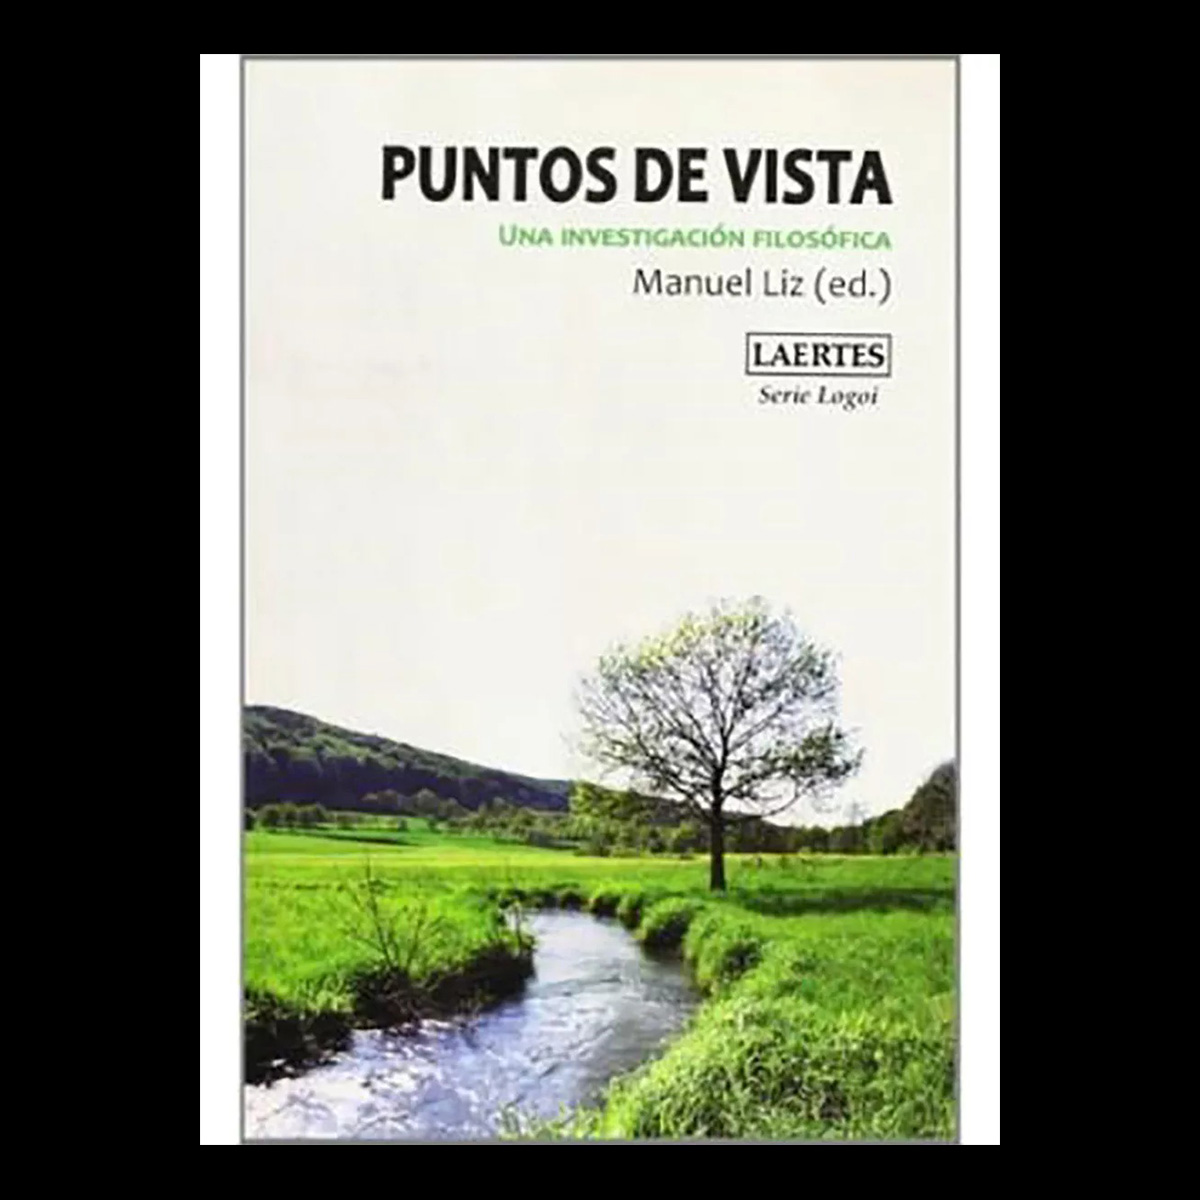 PUNTOS DE VISTA
UNA INVESTIGACIÓN FILOSÓFICA
Manuel Liz (ed.)
LAERTES
Serie Logoi